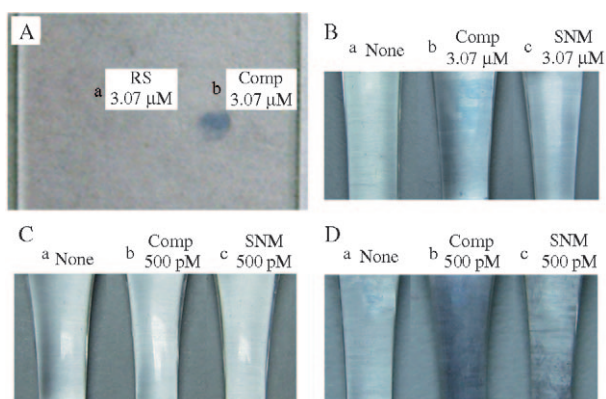 A
a RS
3.07 μM
b Comp
3.07 μM
B
a None
b Comp
3.07 μM
c SNM
3.07 μM
C
a None
b Comp
500 pM
c SNM
500 pM
D
a None
b Comp
500 pM
c SNM
500 pM